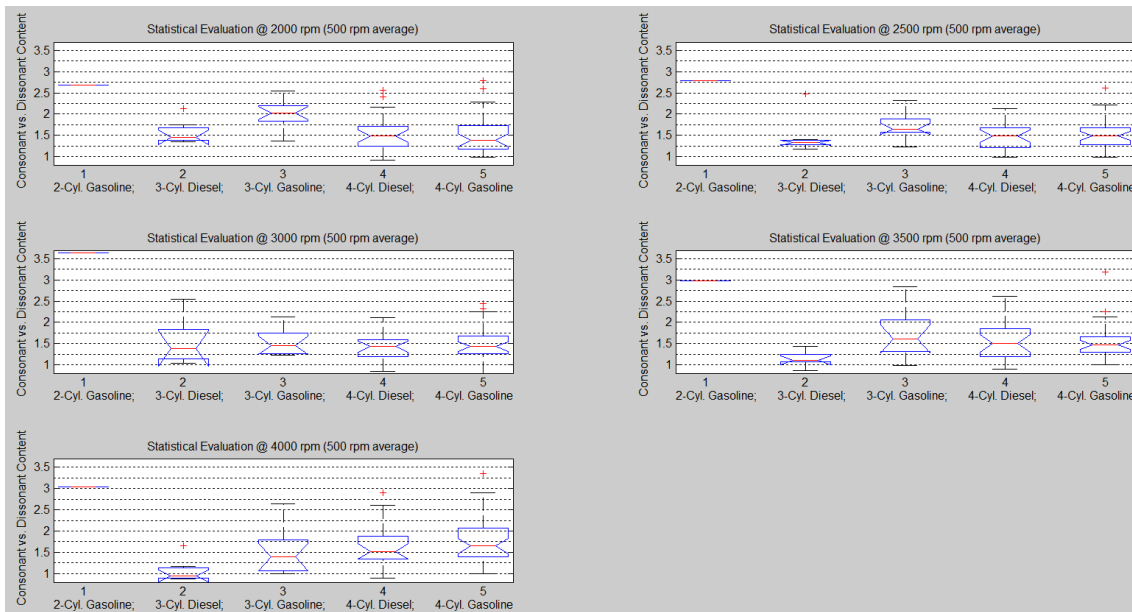 Statistical Evaluation @ 2000 rpm (500 rpm average)
Consonant vs. Dissonant Content
3.5
3
2.5
2
1.5
1
1 2 3 4 5
2-Cyl. Gasoline; 3-Cyl. Diesel; 3-Cyl. Gasoline; 4-Cyl. Diesel; 4-Cyl. Gasoline
Statistical Evaluation @ 2500 rpm (500 rpm average)
Consonant vs. Dissonant Content
3.5
3
2.5
2
1.5
1
1 2 3 4 5
2-Cyl. Gasoline; 3-Cyl. Diesel; 3-Cyl. Gasoline; 4-Cyl. Diesel; 4-Cyl. Gasoline
Statistical Evaluation @ 3000 rpm (500 rpm average)
Consonant vs. Dissonant Content
3.5
3
2.5
2
1.5
1
1 2 3 4 5
2-Cyl. Gasoline; 3-Cyl. Diesel; 3-Cyl. Gasoline; 4-Cyl. Diesel; 4-Cyl. Gasoline
Statistical Evaluation @ 3500 rpm (500 rpm average)
Consonant vs. Dissonant Content
3.5
3
2.5
2
1.5
1
1 2 3 4 5
2-Cyl. Gasoline; 3-Cyl. Diesel; 3-Cyl. Gasoline; 4-Cyl. Diesel; 4-Cyl. Gasoline
Statistical Evaluation @ 4000 rpm (500 rpm average)
Consonant vs. Dissonant Content
3.5
3
2.5
2
1.5
1
1 2 3 4 5
2-Cyl. Gasoline; 3-Cyl. Diesel; 3-Cyl. Gasoline; 4-Cyl. Diesel; 4-Cyl. Gasoline